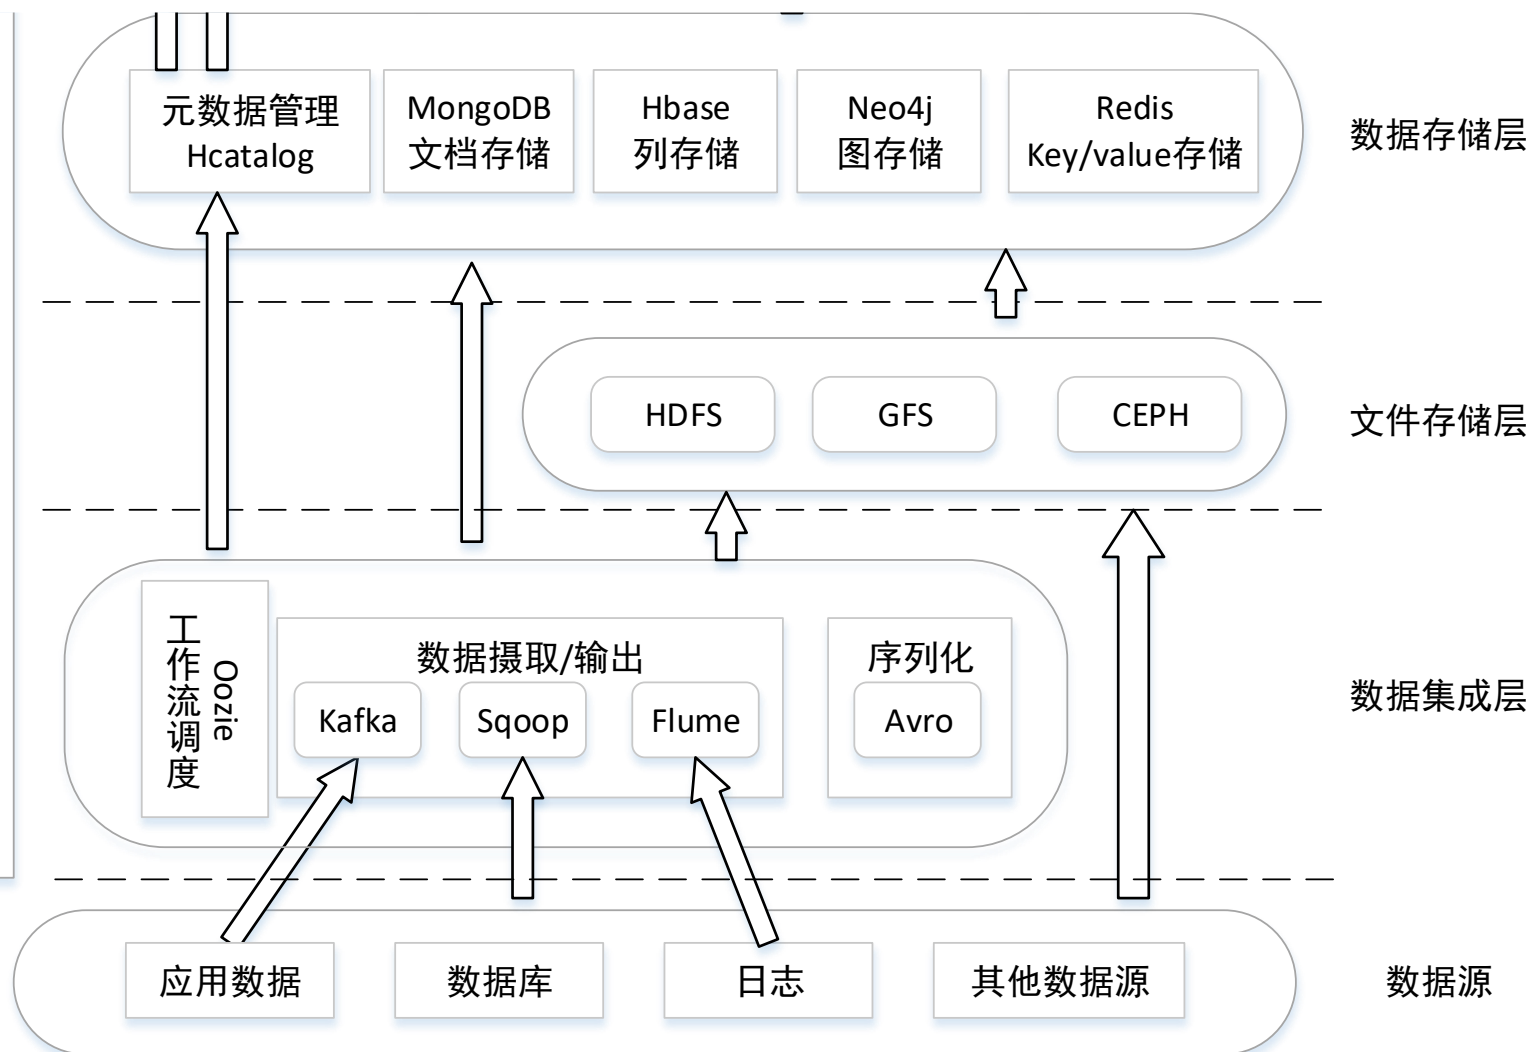 元数据管理
Hcatalog
MongoDB
文档存储
Hbase
列存储
Neo4j
图存储
Redis
Key/value存储
数据存储层
HDFS
GFS
CEPH
文件存储层
工作流调度
Oozie
数据摄取/输出
Kafka
Sqoop
Flume
序列化
Avro
数据集成层
应用数据
数据库
日志
其他数据源
数据源